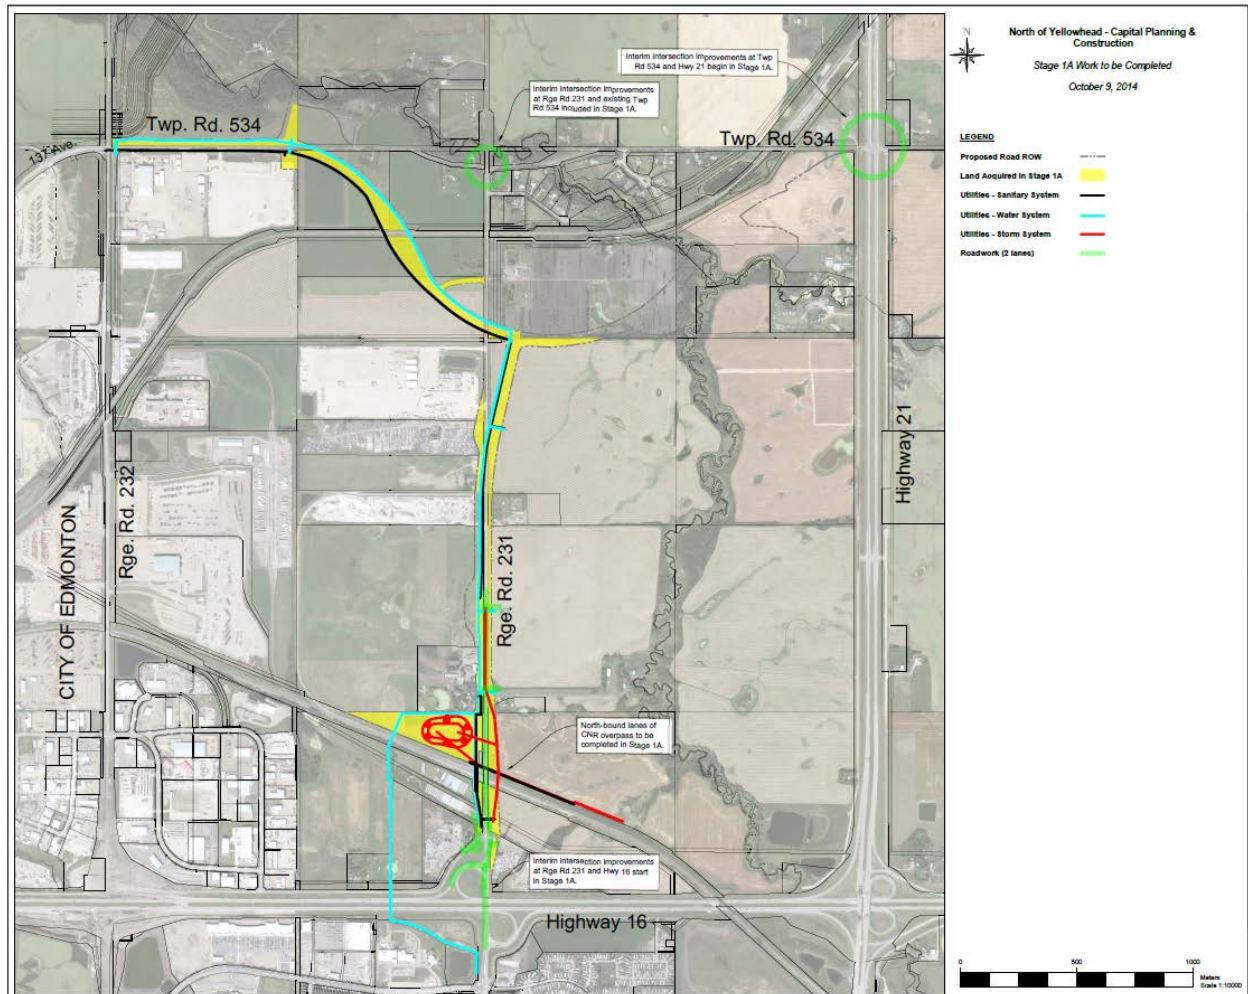 North of Yellowhead - Capital Planning &
Construction
Stage 1A Work to be Completed
October 9, 2014
N
LEGEND
Proposed Road ROW
Land Acquired in Stage 1A
Utilities - Sanitary System
Utilities - Water System
Utilities - Storm System
Roadwork (2 lanes)
Interim intersection improvements at Twp
Rd 534 and Hwy 21 begin in Stage 1A.
Interim intersection improvements
at Rge Rd 231 and existing Twp
Rd 534 included in Stage 1A.
Twp. Rd. 534
Twp. Rd. 534
137 Ave.
Highway 21
Rge. Rd. 232
CITY OF EDMONTON
Rge. Rd. 231
North-bound lanes of
CNR overpass to be
completed in Stage 1A.
Interim intersection improvements
at Rge Rd 231 and Hwy 16 start
in Stage 1A.
Highway 16
0 500 1000
Meters
Scale 1:10000